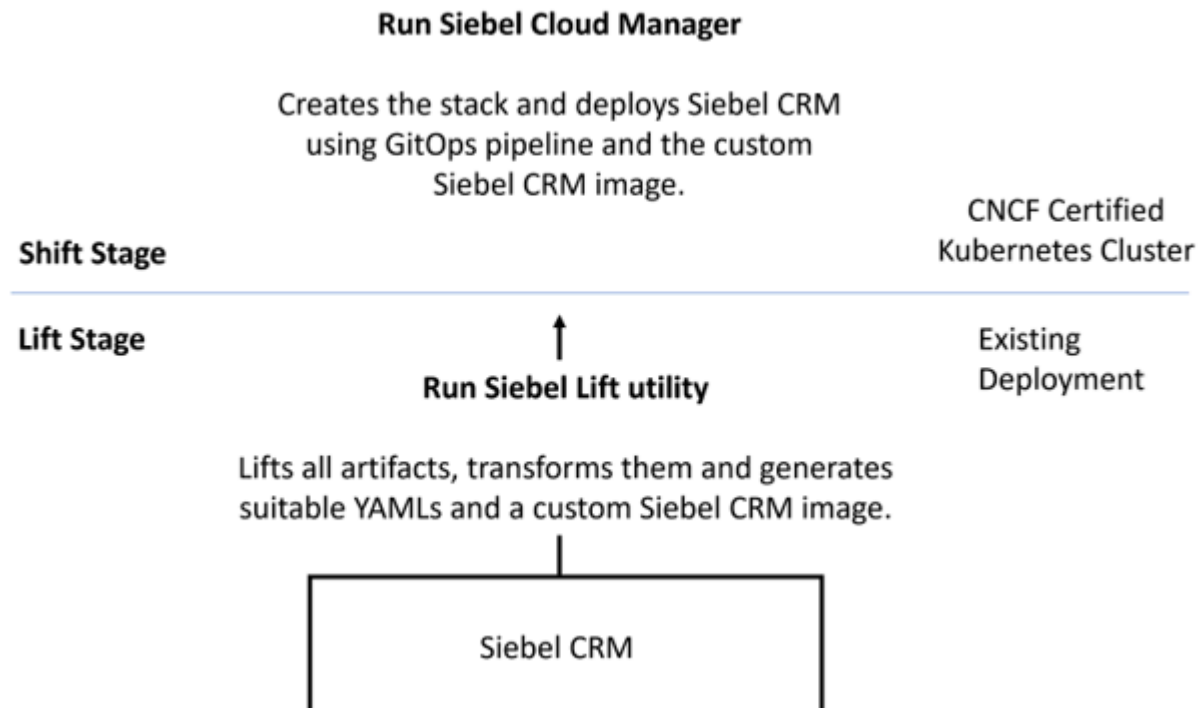 Run Siebel Cloud Manager
Creates the stack and deploys Siebel CRM
using GitOps pipeline and the custom
Siebel CRM image.
CNCF Certified
Kubernetes Cluster
Shift Stage
Lift Stage
Existing
Deployment
Run Siebel Lift utility
Lifts all artifacts, transforms them and generates
suitable YAMLs and a custom Siebel CRM image.
Siebel CRM